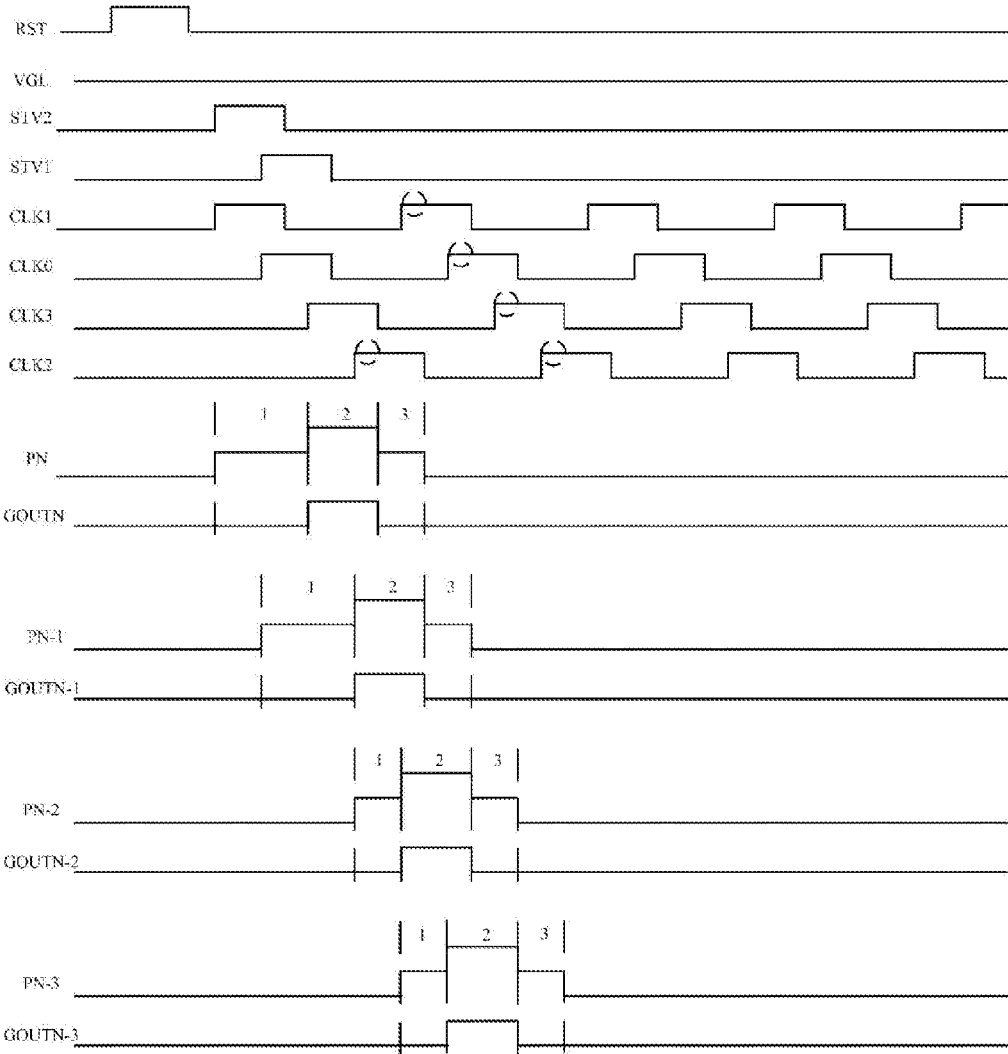 RST
VGL
STV2
STV1
CLK1
CLK0
CLK3
CLK2
1 2 3
PN
GOUTN
1 2 3
PN-1
GOUTN-1
1 2 3
PN-2
GOUTN-2
1 2 3
PN-3
GOUTN-3